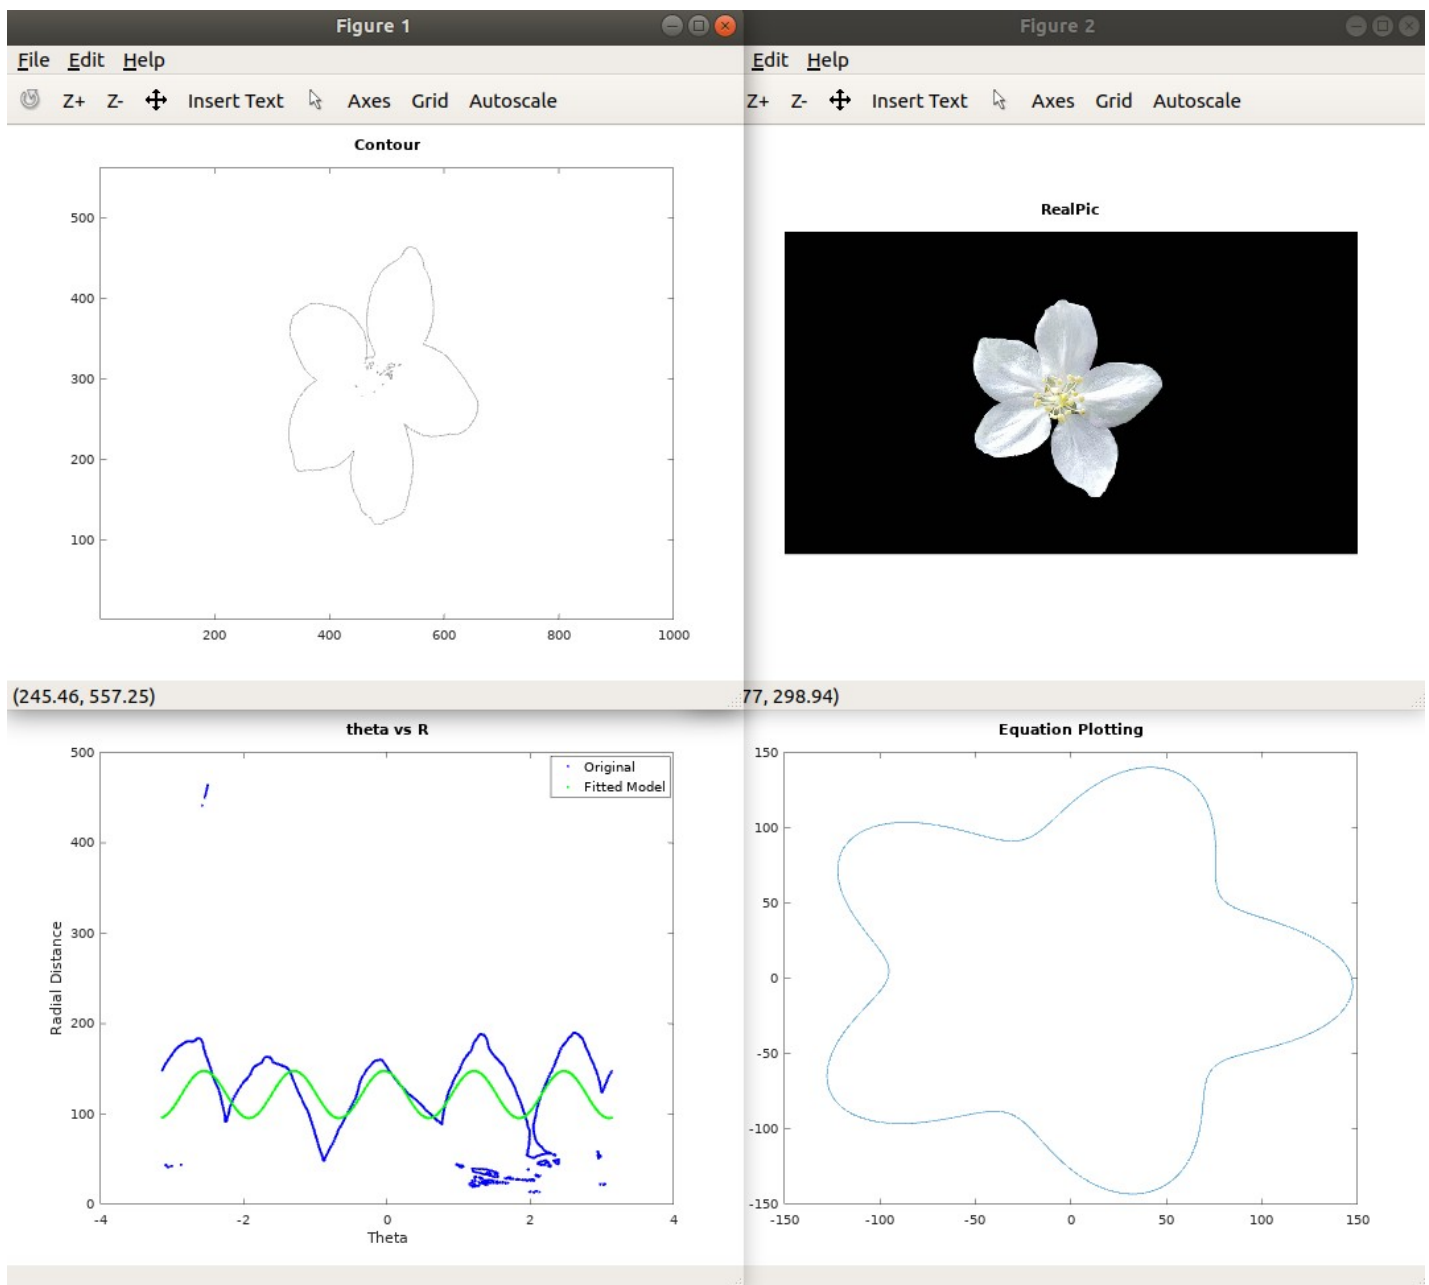 Figure 1
File Edit Help
Z+ Z- Insert Text Axes Grid Autoscale
Contour
500
400
300
200
100
200 400 600 800 1000
(245.46, 557.25)
Figure 2
Edit Help
Z+ Z- Insert Text Axes Grid Autoscale
RealPic
77, 298.94)
theta vs R
Original
Fitted Model
Radial Distance
500
400
300
200
100
0
-4 -2 0 2 4
Theta
Equation Plotting
150
100
50
0
-50
-100
-150
-150 -100 -50 0 50 100 150